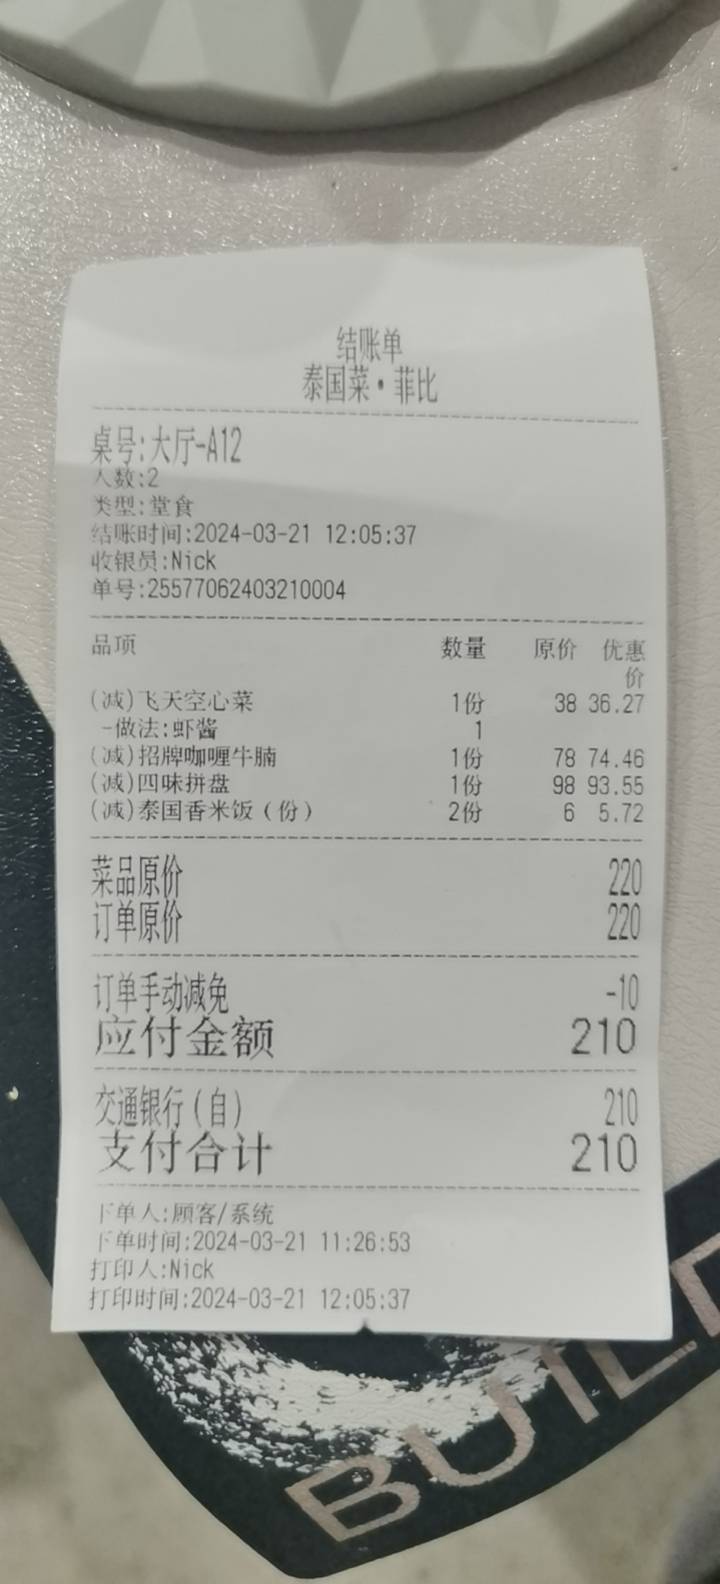 结账单
泰国菜·菲比
桌号:大厅-A12
人数:2
类型:堂食
结账时间:2024-03-21 12:05:37
收银员:Nick
单号:25577062403210004
品项 数量 原价 优惠价
(减)飞天空心菜 1份 38 36.27
-做法:虾酱 1
(减)招牌咖喱牛腩 1份 78 74.46
(减)四味拼盘 1份 98 93.55
(减)泰国香米饭(份) 2份 6 5.72
菜品原价 220
订单原价 220
订单手动减免 -10
应付金额 210
交通银行(自) 210
支付合计 210
下单人:顾客/系统
下单时间:2024-03-21 11:26:53
打印人:Nick
打印时间:2024-03-21 12:05:37